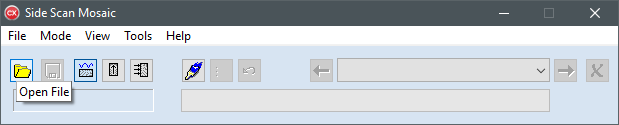 Side Scan Mosaic
File Mode View Tools Help
Open File